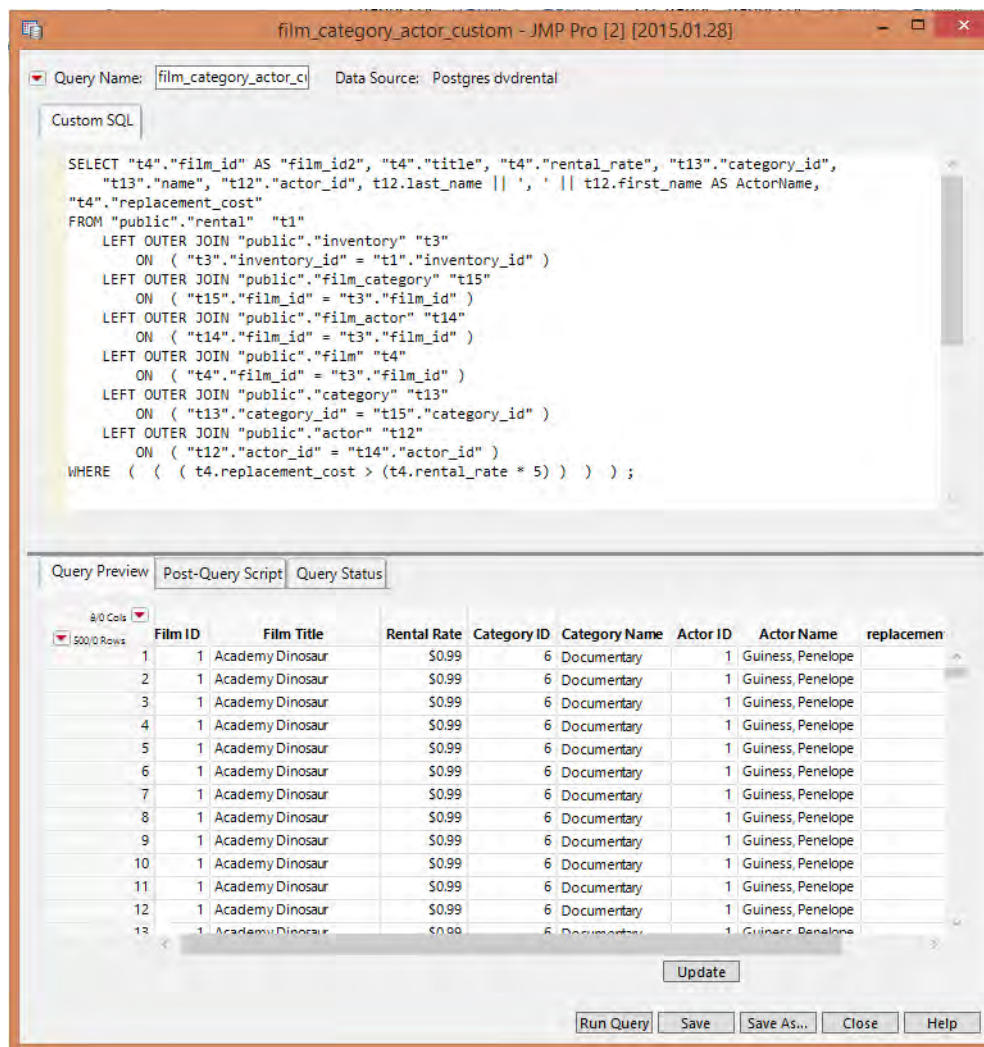 film_category_actor_custom - JMP Pro [2] [2015.01.28]
Query Name: film_category_actor_c Data Source: Postgres dvdrental
Custom SQL
SELECT "t4"."film_id" AS "film_id2", "t4"."title", "t4"."rental_rate", "t13"."category_id",
"t13"."name", "t12"."actor_id", t12.last_name || ', ' || t12.first_name AS ActorName,
"t4"."replacement_cost"
FROM "public"."rental" "t1"
LEFT OUTER JOIN "public"."inventory" "t3"
ON ( "t3"."inventory_id" = "t1"."inventory_id" )
LEFT OUTER JOIN "public"."film_category" "t15"
ON ( "t15"."film_id" = "t3"."film_id" )
LEFT OUTER JOIN "public"."film_actor" "t14"
ON ( "t14"."film_id" = "t3"."film_id" )
LEFT OUTER JOIN "public"."film" "t4"
ON ( "t4"."film_id" = "t3"."film_id" )
LEFT OUTER JOIN "public"."category" "t13"
ON ( "t13"."category_id" = "t15"."category_id" )
LEFT OUTER JOIN "public"."actor" "t12"
ON ( "t12"."actor_id" = "t14"."actor_id" )
WHERE ( ( ( t4.replacement_cost > (t4.rental_rate * 5) ) ) ) ;
Query Preview Post-Query Script Query Status
8/0 Cols
500/0 Rows Film ID Film Title Rental Rate Category ID Category Name Actor ID Actor Name replacemen
1 1 Academy Dinosaur $0.99 6 Documentary 1 Guiness, Penelope
2 1 Academy Dinosaur $0.99 6 Documentary 1 Guiness, Penelope
3 1 Academy Dinosaur $0.99 6 Documentary 1 Guiness, Penelope
4 1 Academy Dinosaur $0.99 6 Documentary 1 Guiness, Penelope
5 1 Academy Dinosaur $0.99 6 Documentary 1 Guiness, Penelope
6 1 Academy Dinosaur $0.99 6 Documentary 1 Guiness, Penelope
7 1 Academy Dinosaur $0.99 6 Documentary 1 Guiness, Penelope
8 1 Academy Dinosaur $0.99 6 Documentary 1 Guiness, Penelope
9 1 Academy Dinosaur $0.99 6 Documentary 1 Guiness, Penelope
10 1 Academy Dinosaur $0.99 6 Documentary 1 Guiness, Penelope
11 1 Academy Dinosaur $0.99 6 Documentary 1 Guiness, Penelope
12 1 Academy Dinosaur $0.99 6 Documentary 1 Guiness, Penelope
13 1 Academy Dinosaur $0.99 6 Documentary 1 Guiness, Penelope
Update
Run Query Save Save As... Close Help